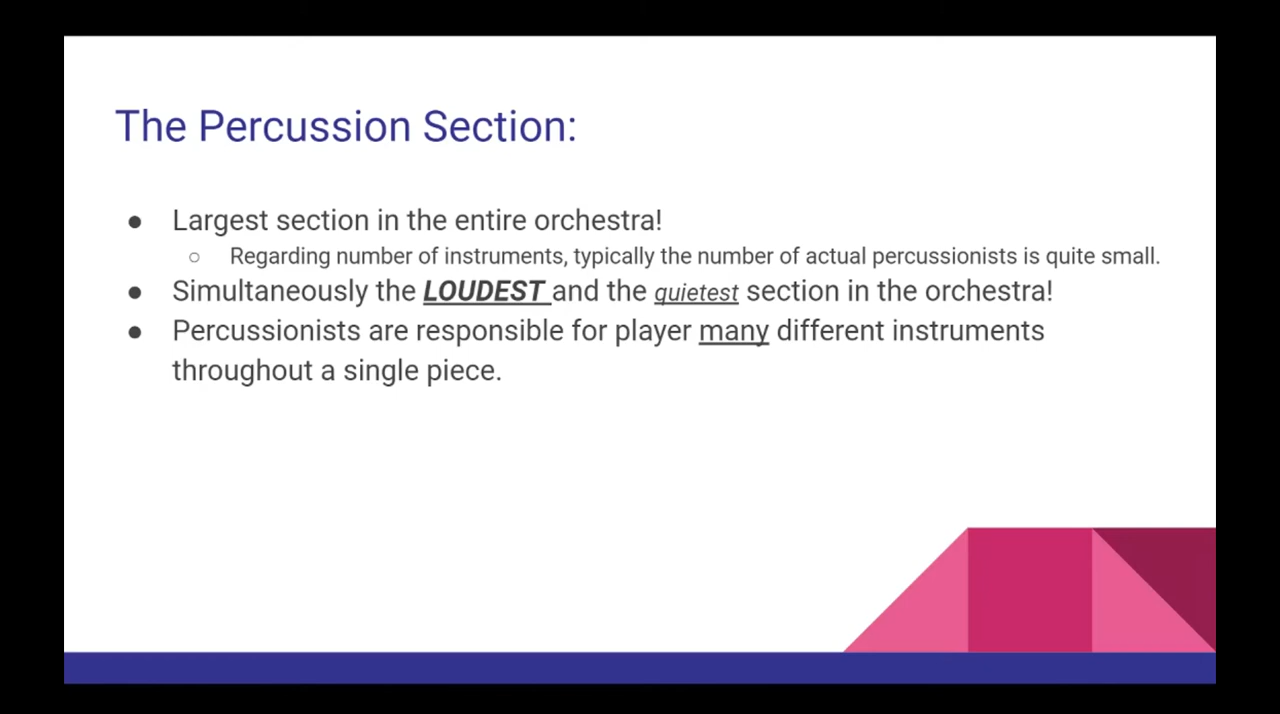 The Percussion Section:
● Largest section in the entire orchestra!
○ Regarding number of instruments, typically the number of actual percussionists is quite small.
● Simultaneously the LOUDEST and the quietest section in the orchestra!
● Percussionists are responsible for player many different instruments
throughout a single piece.